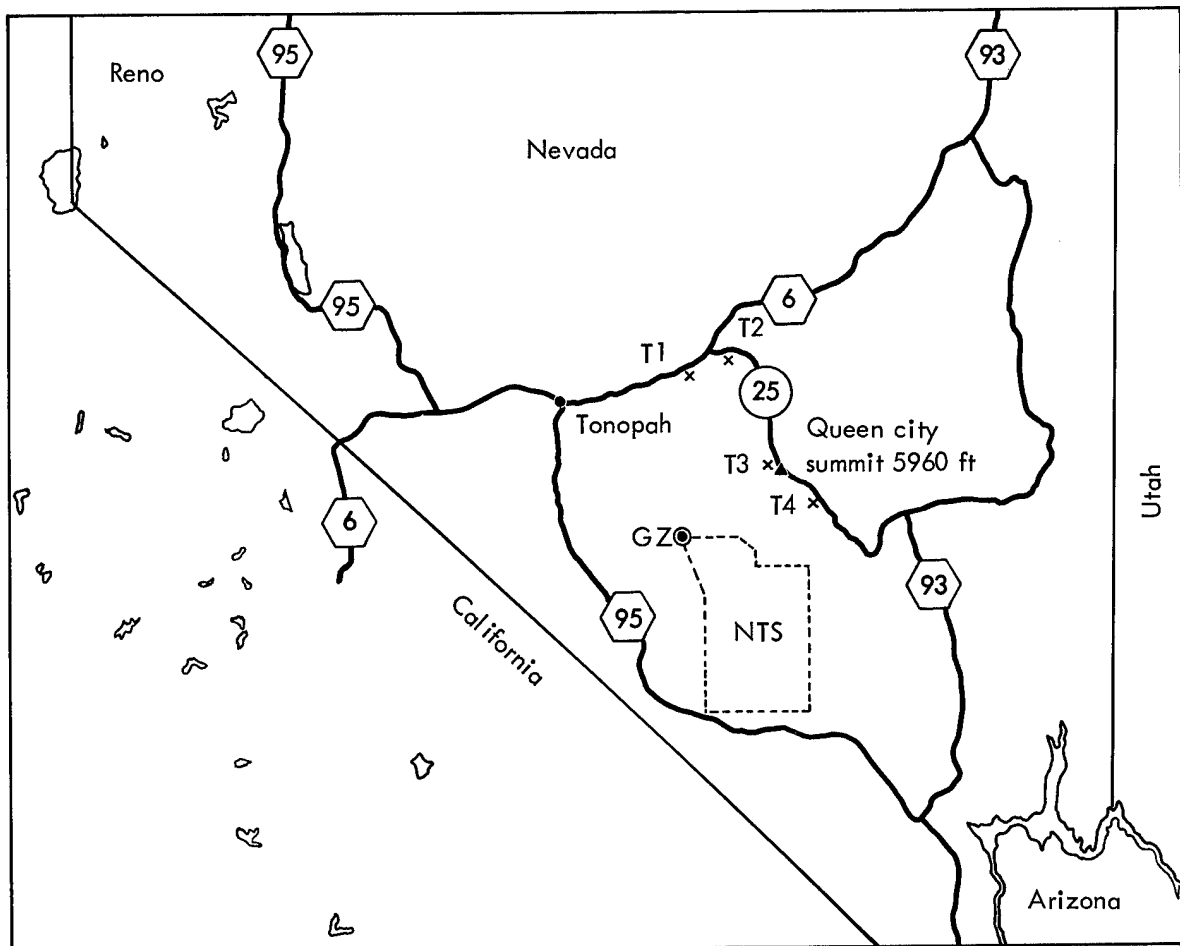 95
93
Reno
Nevada
6
95
T2
T1
25
Tonopah
Queen city
summit 5960 ft
T3
T4
Utah
6
GZ
93
95
NTS
California
Arizona